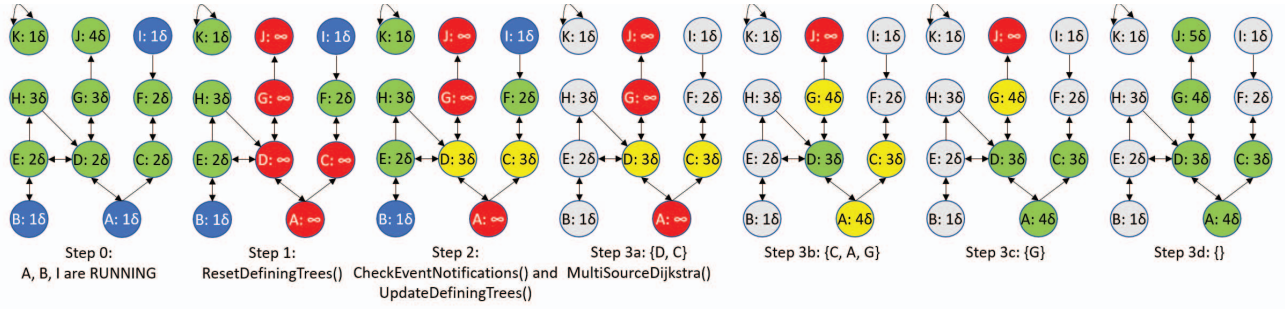 K: 1δ J: 4δ I: 1δ
H: 3δ G: 3δ F: 2δ
E: 2δ D: 2δ C: 2δ
B: 1δ A: 1δ
Step 0:
A, B, I are RUNNING
K: 1δ J: ∞ I: 1δ
H: 3δ G: ∞ F: 2δ
E: 2δ D: ∞ C: ∞
B: 1δ A: ∞
Step 1:
ResetDefiningTrees()
K: 1δ J: ∞ I: 1δ
H: 3δ G: ∞ F: 2δ
E: 2δ D: 3δ C: 3δ
B: 1δ A: ∞
Step 2:
CheckEventNotifications() and
UpdateDefiningTrees()
K: 1δ J: ∞ I: 1δ
H: 3δ G: ∞ F: 2δ
E: 2δ D: 3δ C: 3δ
B: 1δ A: ∞
Step 3a: {D, C}
MultiSourceDijkstra()
K: 1δ J: ∞ I: 1δ
H: 3δ G: 4δ F: 2δ
E: 2δ D: 3δ C: 3δ
B: 1δ A: 4δ
Step 3b: {C, A, G}
K: 1δ J: ∞ I: 1δ
H: 3δ G: 4δ F: 2δ
E: 2δ D: 3δ C: 3δ
B: 1δ A: 4δ
Step 3c: {G}
K: 1δ J: 5δ I: 1δ
H: 3δ G: 4δ F: 2δ
E: 2δ D: 3δ C: 3δ
B: 1δ A: 4δ
Step 3d: {}